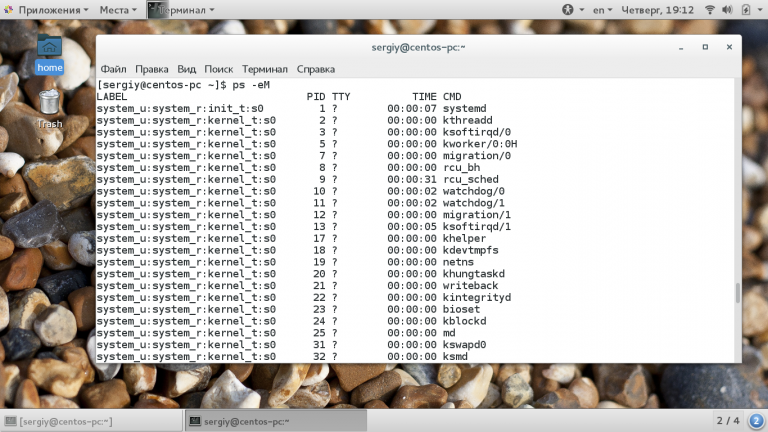 Приложения Места Терминал en Четверг, 19:12
home
Trash
sergiy@centos-pc:~
Файл Правка Вид Поиск Терминал Справка
[sergiy@centos-pc ~]$ ps -eM
LABEL PID TTY TIME CMD
system_u:system_r:init_t:s0 1 ? 00:00:07 systemd
system_u:system_r:kernel_t:s0 2 ? 00:00:00 kthreadd
system_u:system_r:kernel_t:s0 3 ? 00:00:00 ksoftirqd/0
system_u:system_r:kernel_t:s0 5 ? 00:00:00 kworker/0:0H
system_u:system_r:kernel_t:s0 7 ? 00:00:00 migration/0
system_u:system_r:kernel_t:s0 8 ? 00:00:00 rcu_bh
system_u:system_r:kernel_t:s0 9 ? 00:00:31 rcu_sched
system_u:system_r:kernel_t:s0 10 ? 00:00:02 watchdog/0
system_u:system_r:kernel_t:s0 11 ? 00:00:02 watchdog/1
system_u:system_r:kernel_t:s0 12 ? 00:00:00 migration/1
system_u:system_r:kernel_t:s0 13 ? 00:00:05 ksoftirqd/1
system_u:system_r:kernel_t:s0 17 ? 00:00:00 khelper
system_u:system_r:kernel_t:s0 18 ? 00:00:00 kdevtmpfs
system_u:system_r:kernel_t:s0 19 ? 00:00:00 netns
system_u:system_r:kernel_t:s0 20 ? 00:00:00 khungtaskd
system_u:system_r:kernel_t:s0 21 ? 00:00:00 writeback
system_u:system_r:kernel_t:s0 22 ? 00:00:00 kintegrityd
system_u:system_r:kernel_t:s0 23 ? 00:00:00 bioset
system_u:system_r:kernel_t:s0 24 ? 00:00:00 kblockd
system_u:system_r:kernel_t:s0 25 ? 00:00:00 md
system_u:system_r:kernel_t:s0 31 ? 00:00:00 kswapd0
system_u:system_r:kernel_t:s0 32 ? 00:00:00 ksmd
[sergiy@centos-pc:~] sergiy@centos-pc:~ 2 / 4 2